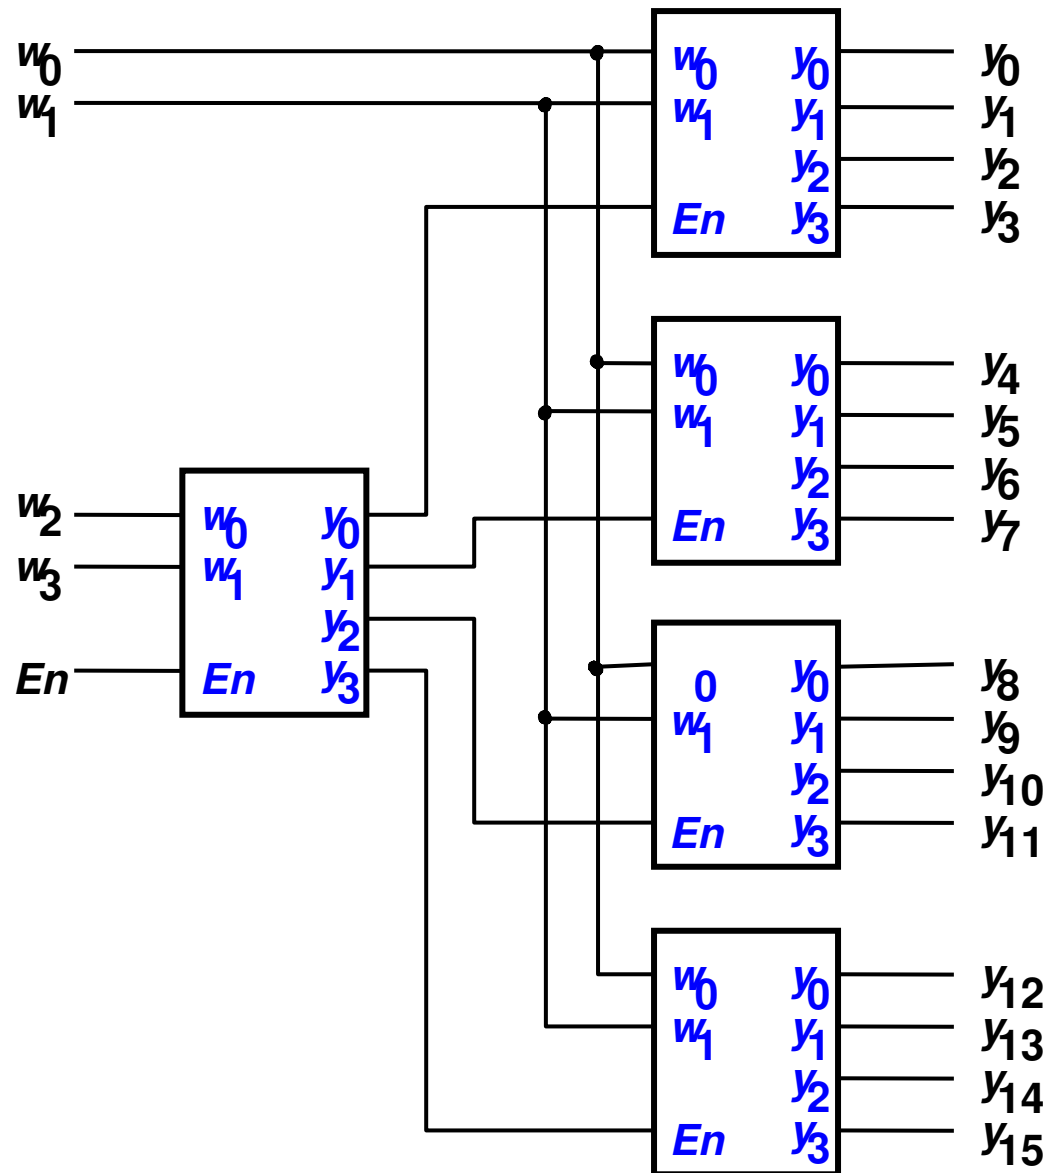 w0 w0 y0 y0
w1 w1 y1 y1
y2 y2
En y3 y3
w0 y0 y4
w1 y1 y5
y2 y6
En y3 y7
w2 w0 y0
w3 w1 y1
y2
En En y3
0 y0 y8
w1 y1 y9
y2 y10
En y3 y11
w0 y0 y12
w1 y1 y13
y2 y14
En y3 y15